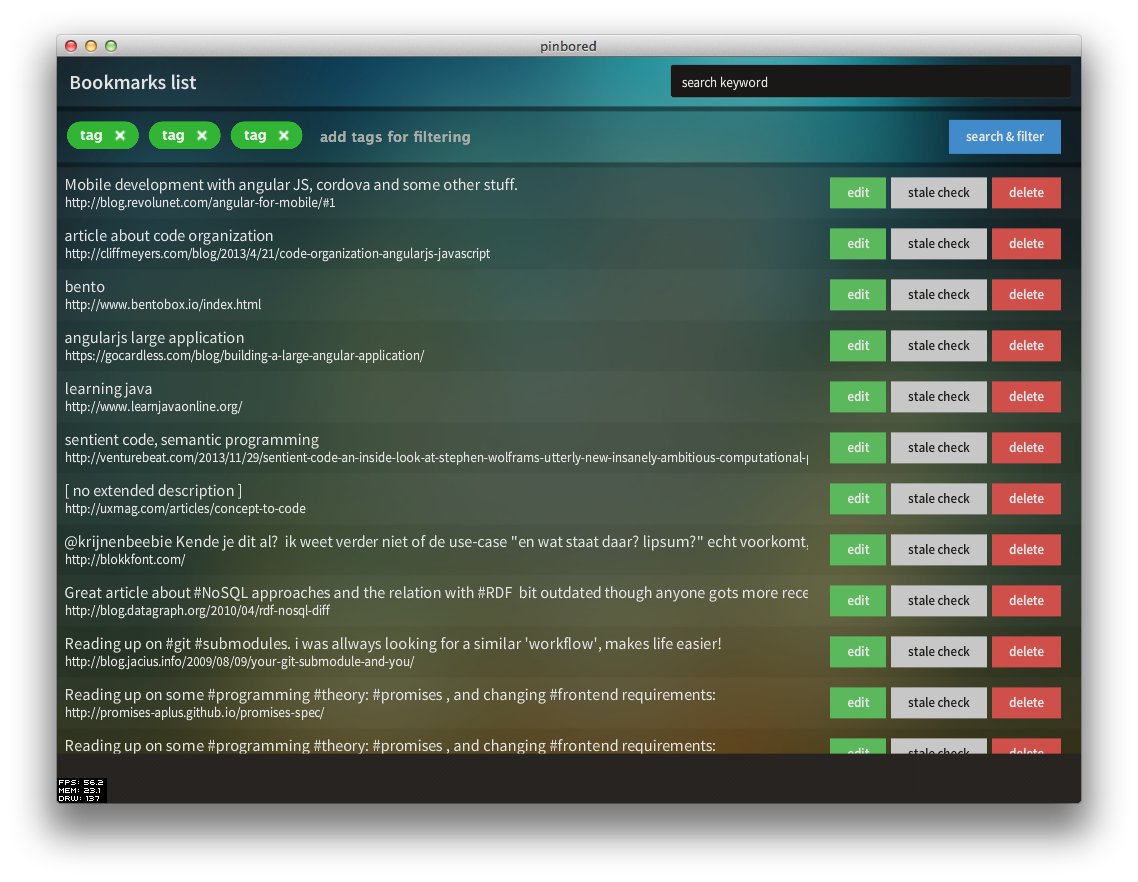 pinbored
Bookmarks list
search keyword
tag × tag × tag × add tags for filtering
search & filter
Mobile development with angular JS, cordova and some other stuff.
http://blog.revolunet.com/angular-for-mobile/#1
edit stale check delete
article about code organization
http://cliffmeyers.com/blog/2013/4/21/code-organization-angularjs-javascript
edit stale check delete
bento
http://www.bentobox.io/index.html
edit stale check delete
angularjs large application
https://gocardless.com/blog/building-a-large-angular-application/
edit stale check delete
learning java
http://www.learnjavaonline.org/
edit stale check delete
sentient code, semantic programming
http://venturebeat.com/2013/11/29/sentient-code-an-inside-look-at-stephen-wolframs-utterly-new-insanely-ambitious-computational-p
edit stale check delete
[ no extended description ]
http://uxmag.com/articles/concept-to-code
edit stale check delete
@krijnenbeebie Kende je dit al? ik weet verder niet of de use-case "en wat staat daar? lipsum?" echt voorkomt,
http://blokkfont.com/
edit stale check delete
Great article about #NoSQL approaches and the relation with #RDF bit outdated though anyone gots more rece
http://blog.datagraph.org/2010/04/rdf-nosql-diff
edit stale check delete
Reading up on #git #submodules. i was allways looking for a similar 'workflow', makes life easier!
http://blog.jacius.info/2009/08/09/your-git-submodule-and-you/
edit stale check delete
Reading up on some #programming #theory: #promises , and changing #frontend requirements:
http://promises-aplus.github.io/promises-spec/
edit stale check delete
Reading up on some #programming #theory: #promises , and changing #frontend requirements:
edit stale check delete
FPS: 56.2
MEM: 23.1
DRW: 137